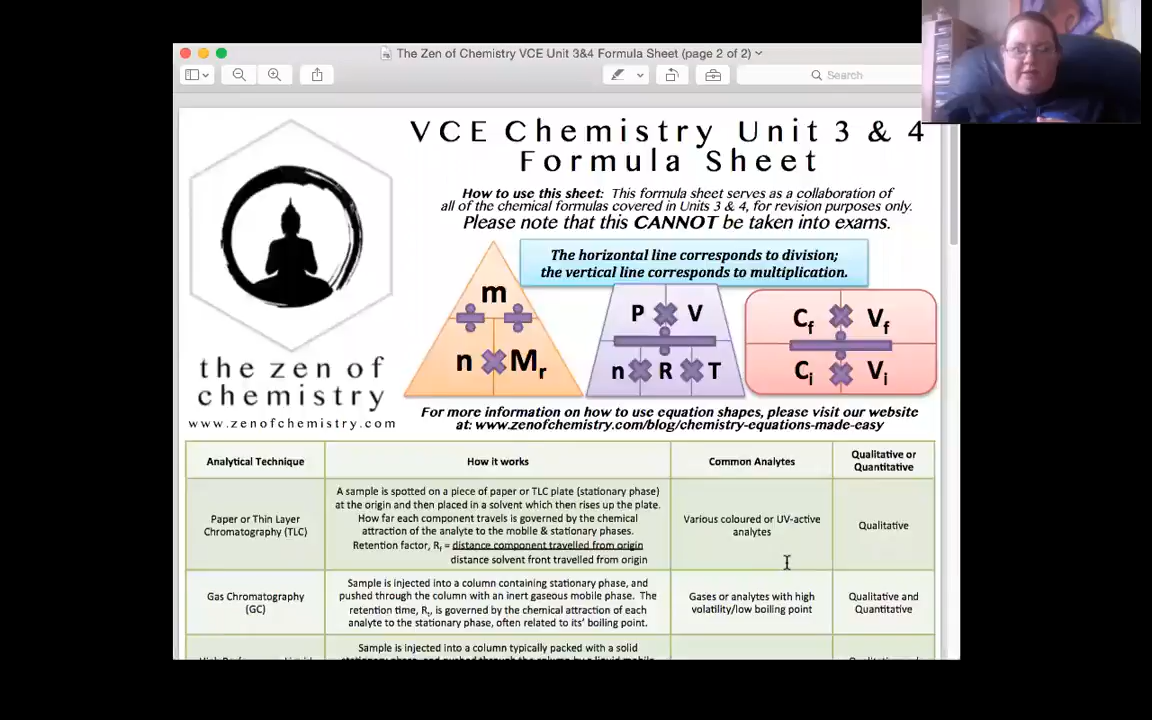 The Zen of Chemistry VCE Unit 3&4 Formula Sheet (page 2 of 2)
Search
VCE Chemistry Unit 3 & 4
Formula Sheet
How to use this sheet: This formula sheet serves as a collaboration of
all of the chemical formulas covered in Units 3 & 4, for revision purposes only.
Please note that this CANNOT be taken into exams.
The horizontal line corresponds to division;
the vertical line corresponds to multiplication.
m
n Mr
P V
n R T
Cf Vf
Ci Vi
the zen of
chemistry
www.zenofchemistry.com
For more information on how to use equation shapes, please visit our website
at: www.zenofchemistry.com/blog/chemistry-equations-made-easy
Analytical Technique
How it works
Common Analytes
Qualitative or
Quantitative
Paper or Thin Layer
Chromatography (TLC)
A sample is spotted on a piece of paper or TLC plate (stationary phase)
at the origin and then placed in a solvent which then rises up the plate.
How far each component travels is governed by the chemical
attraction of the analyte to the mobile & stationary phases.
Retention factor, Rf = distance component travelled from origin
distance solvent front travelled from origin
Various coloured or UV-active
analytes
Qualitative
Gas Chromatography
(GC)
Sample is injected into a column containing stationary phase, and
pushed through the column with an inert gaseous mobile phase. The
retention time, Rt, is governed by the chemical attraction of each
analyte to the stationary phase, often related to its' boiling point.
Gases or analytes with high
volatility/low boiling point
Qualitative and
Quantitative
Sample is injected into a column typically packed with a solid